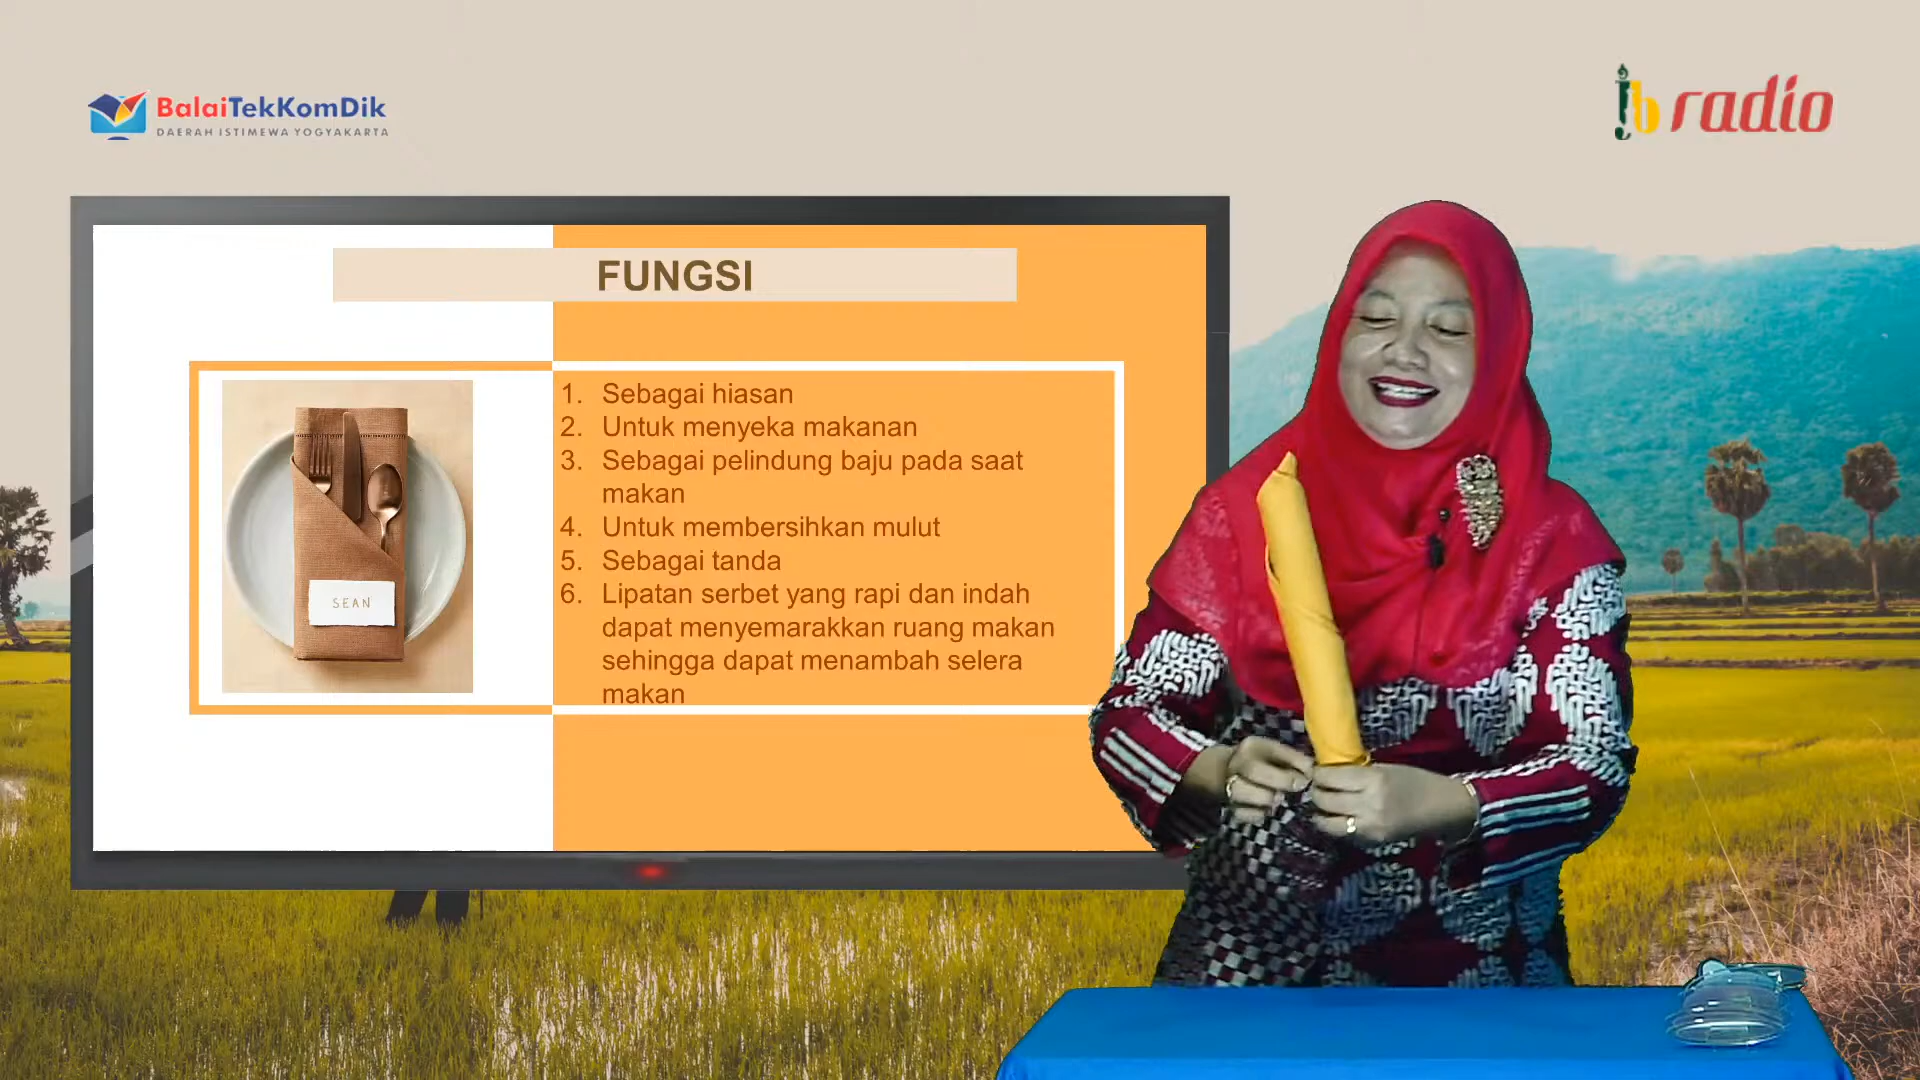 BalaiTekKomDik
DAERAH ISTIMEWA YOGYAKARTA
jb radio
FUNGSI
1. Sebagai hiasan
2. Untuk menyeka makanan
3. Sebagai pelindung baju pada saat
makan
4. Untuk membersihkan mulut
5. Sebagai tanda
6. Lipatan serbet yang rapi dan indah
dapat menyemarakkan ruang makan
sehingga dapat menambah selera
makan
SEAN